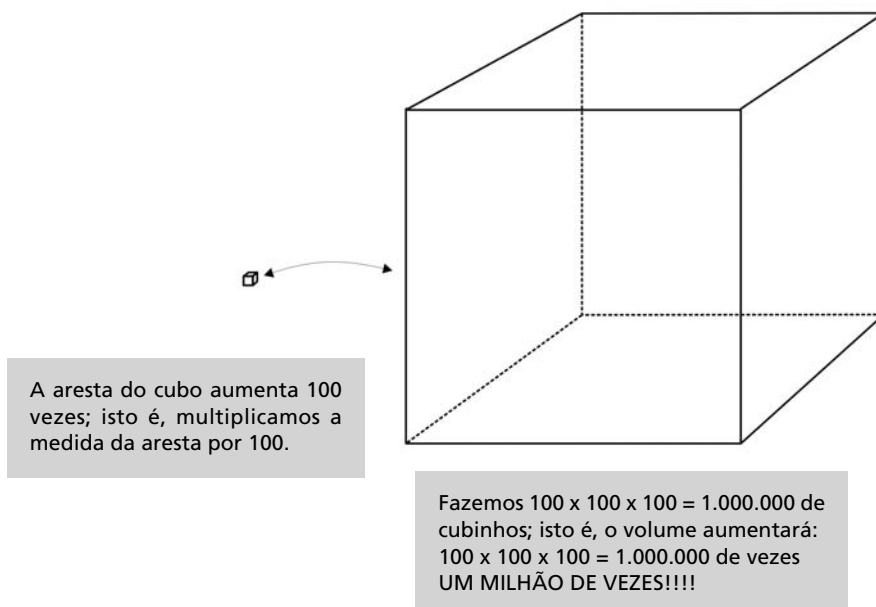 A aresta do cubo aumenta 100
vezes; isto é, multiplicamos a
medida da aresta por 100.
Fazemos 100 x 100 x 100 = 1.000.000 de
cubinhos; isto é, o volume aumentará:
100 x 100 x 100 = 1.000.000 de vezes
UM MILHÃO DE VEZES!!!!